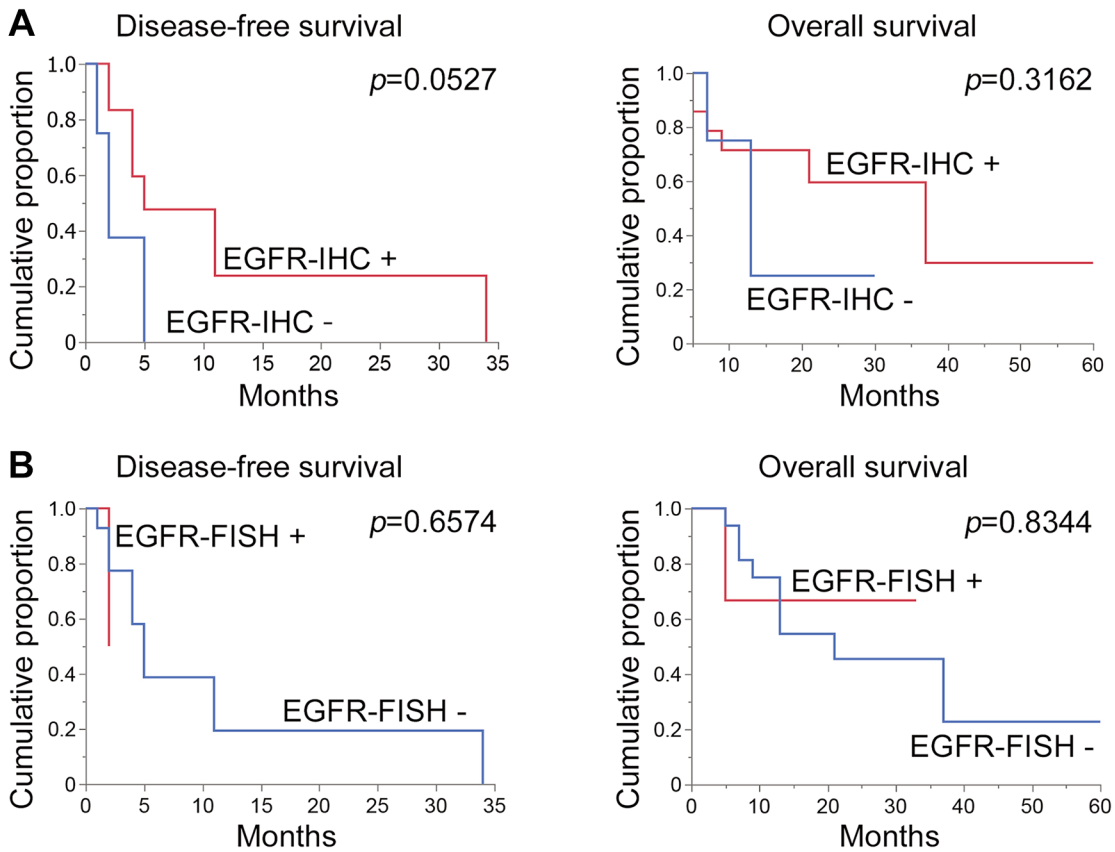 A
Disease-free survival
Overall survival
Cumulative proportion
1.0
0.8
0.6
0.4
0.2
0
p=0.0527
EGFR-IHC +
EGFR-IHC -
0 5 10 15 20 25 30 35
Months
Cumulative proportion
1.0
0.8
0.6
0.4
0.2
0
p=0.3162
EGFR-IHC +
EGFR-IHC -
10 20 30 40 50 60
Months
B
Disease-free survival
Overall survival
Cumulative proportion
1.0
0.8
0.6
0.4
0.2
0
p=0.6574
EGFR-FISH +
EGFR-FISH -
0 5 10 15 20 25 30 35
Months
Cumulative proportion
1.0
0.8
0.6
0.4
0.2
0
p=0.8344
EGFR-FISH +
EGFR-FISH -
0 10 20 30 40 50 60
Months